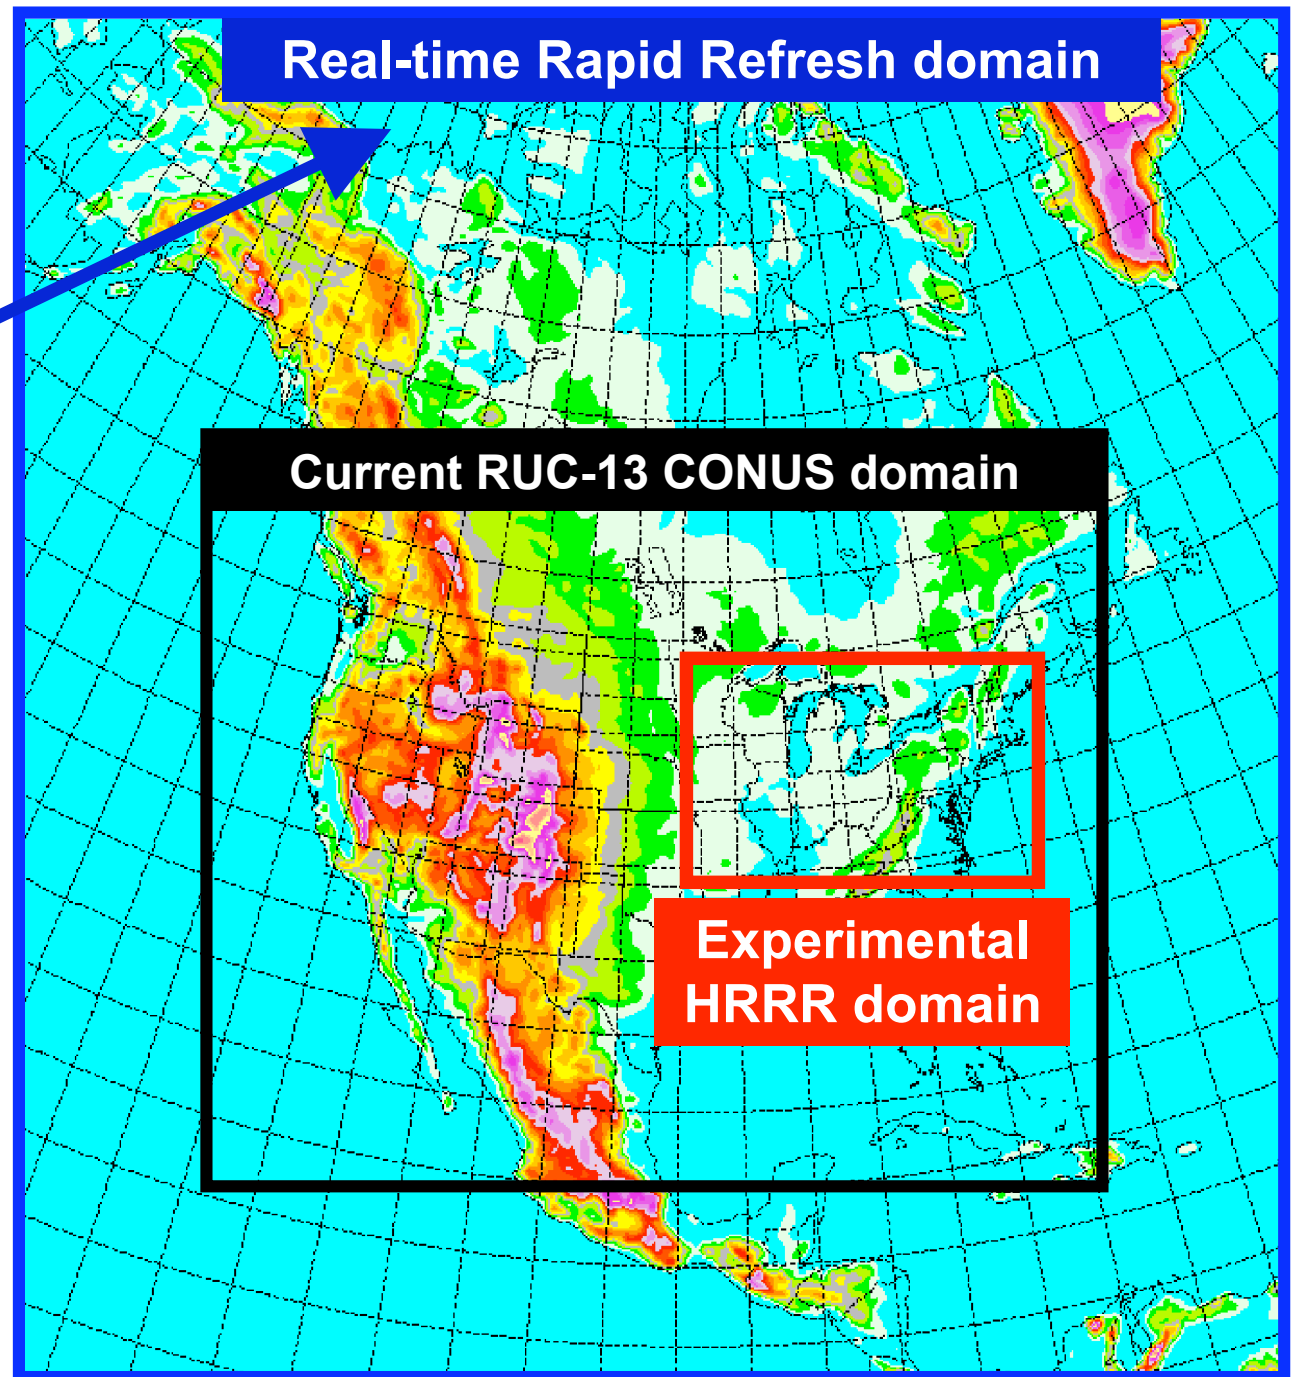 Real-time Rapid Refresh domain
Current RUC-13 CONUS domain
Experimental
HRRR domain